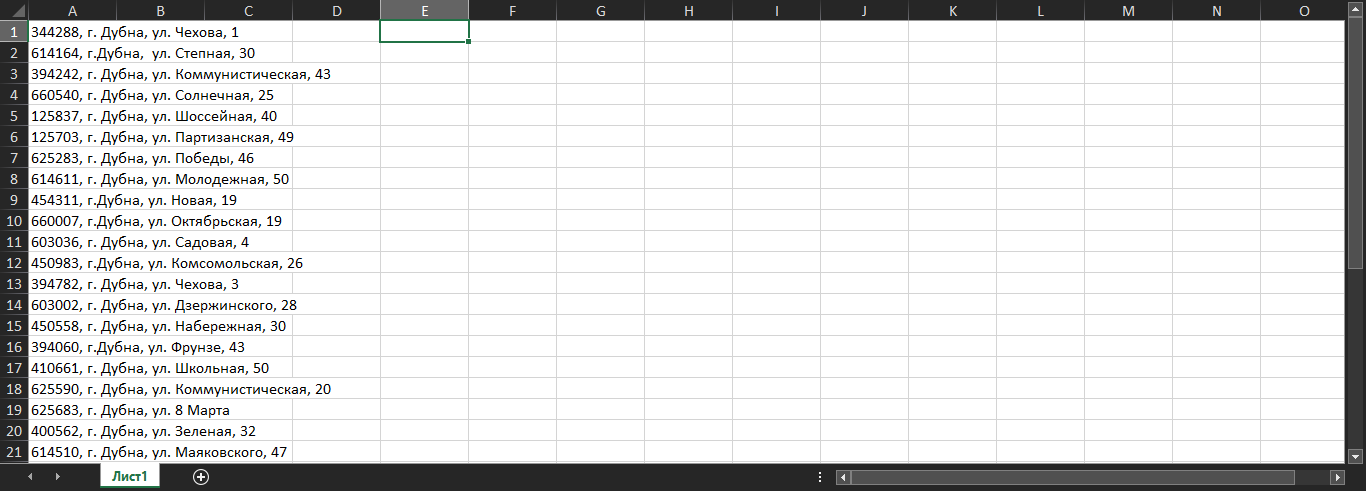 A B C D E F G H I J K L M N O
1 344288, г. Дубна, ул. Чехова, 1
2 614164, г.Дубна,  ул. Степная, 30
3 394242, г. Дубна, ул. Коммунистическая, 43
4 660540, г. Дубна, ул. Солнечная, 25
5 125837, г. Дубна, ул. Шоссейная, 40
6 125703, г. Дубна, ул. Партизанская, 49
7 625283, г. Дубна, ул. Победы, 46
8 614611, г. Дубна, ул. Молодежная, 50
9 454311, г.Дубна, ул. Новая, 19
10 660007, г.Дубна, ул. Октябрьская, 19
11 603036, г. Дубна, ул. Садовая, 4
12 450983, г.Дубна, ул. Комсомольская, 26
13 394782, г. Дубна, ул. Чехова, 3
14 603002, г. Дубна, ул. Дзержинского, 28
15 450558, г. Дубна, ул. Набережная, 30
16 394060, г.Дубна, ул. Фрунзе, 43
17 410661, г. Дубна, ул. Школьная, 50
18 625590, г. Дубна, ул. Коммунистическая, 20
19 625683, г. Дубна, ул. 8 Марта
20 400562, г. Дубна, ул. Зеленая, 32
21 614510, г. Дубна, ул. Маяковского, 47
Лист1